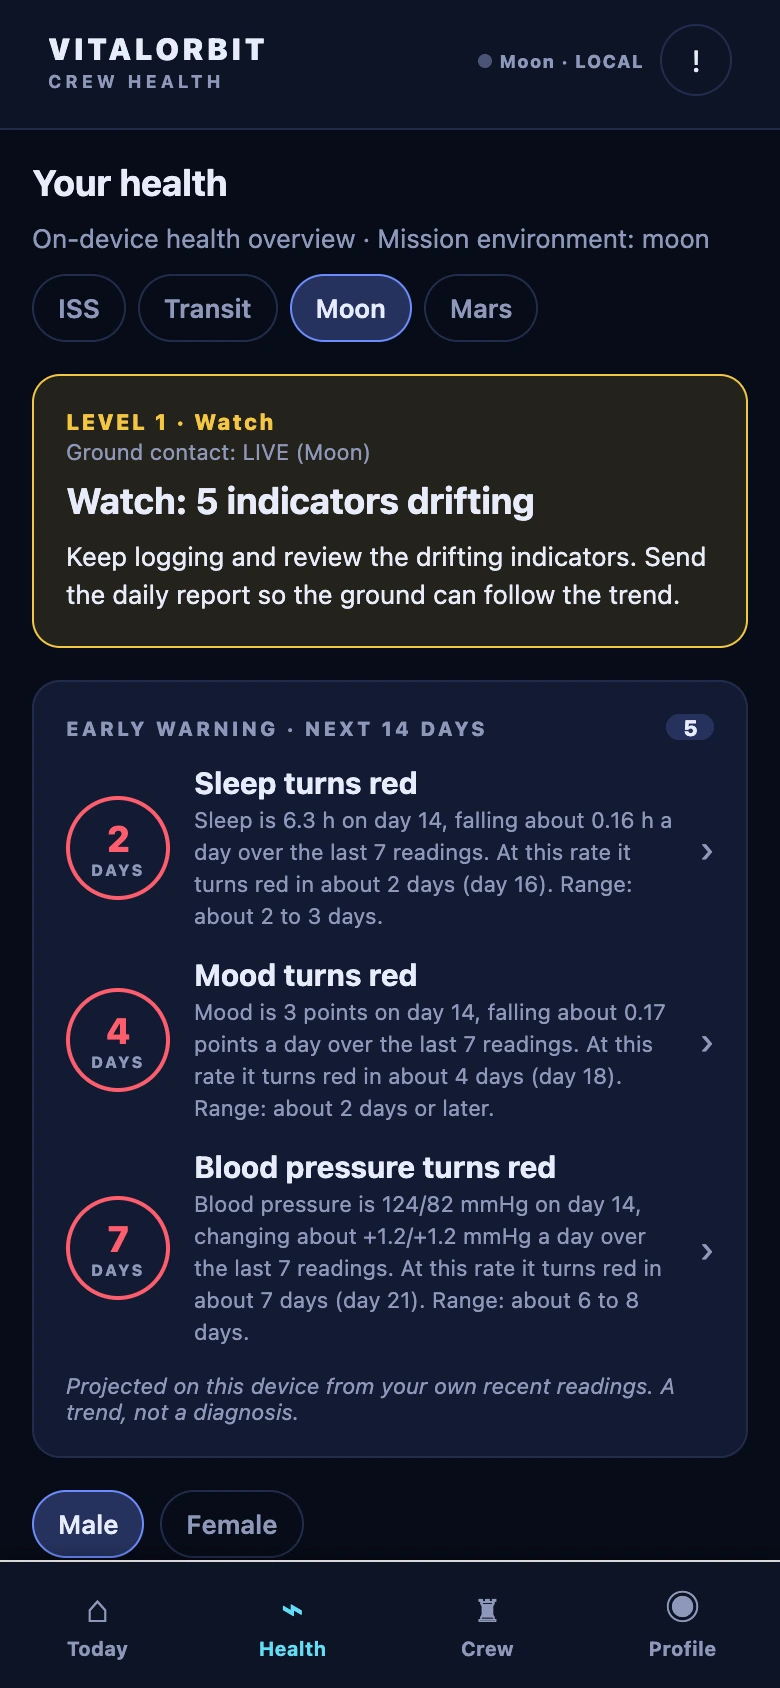 VITALORBIT
CREW HEALTH
Moon · LOCAL
!
Your health
On-device health overview · Mission environment: moon
ISS
Transit
Moon
Mars
LEVEL 1 · Watch
Ground contact: LIVE (Moon)
Watch: 5 indicators drifting
Keep logging and review the drifting indicators. Send
the daily report so the ground can follow the trend.
EARLY WARNING · NEXT 14 DAYS
5
2
DAYS
Sleep turns red
Sleep is 6.3 h on day 14, falling about 0.16 h a
day over the last 7 readings. At this rate it
turns red in about 2 days (day 16). Range:
about 2 to 3 days.
4
DAYS
Mood turns red
Mood is 3 points on day 14, falling about 0.17
points a day over the last 7 readings. At this
rate it turns red in about 4 days (day 18).
Range: about 2 days or later.
7
DAYS
Blood pressure turns red
Blood pressure is 124/82 mmHg on day 14,
changing about +1.2/+1.2 mmHg a day over
the last 7 readings. At this rate it turns red in
about 7 days (day 21). Range: about 6 to 8
days.
Projected on this device from your own recent readings. A
trend, not a diagnosis.
Male
Female
Today
Health
Crew
Profile